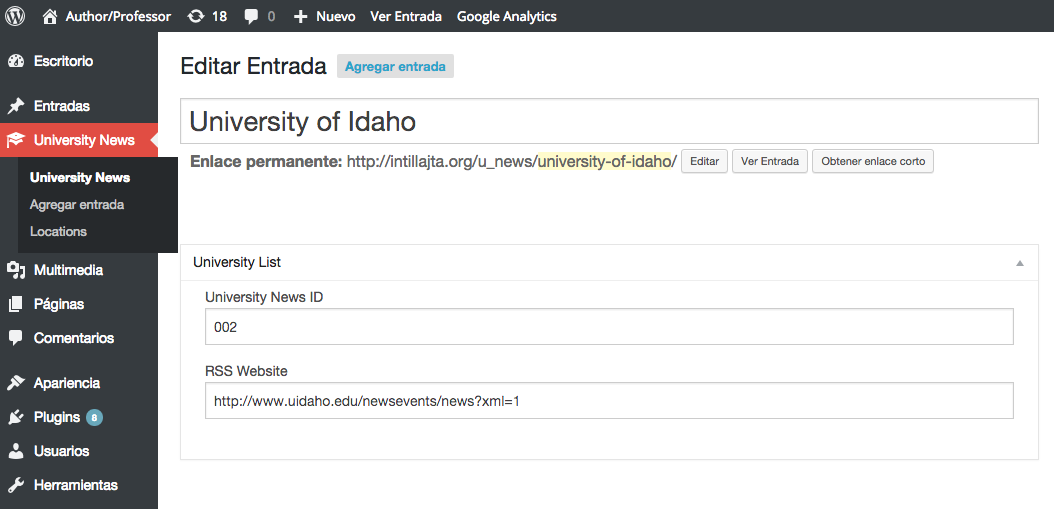 Author/Professor 18 0 Nuevo Ver Entrada Google Analytics
Escritorio
Entradas
University News
University News
Agregar entrada
Locations
Multimedia
Páginas
Comentarios
Apariencia
Plugins 8
Usuarios
Herramientas
Editar Entrada Agregar entrada
University of Idaho
Enlace permanente: http://intillajta.org/u_news/university-of-idaho/ Editar Ver Entrada Obtener enlace corto
University List
University News ID
002
RSS Website
http://www.uidaho.edu/newsevents/news?xml=1